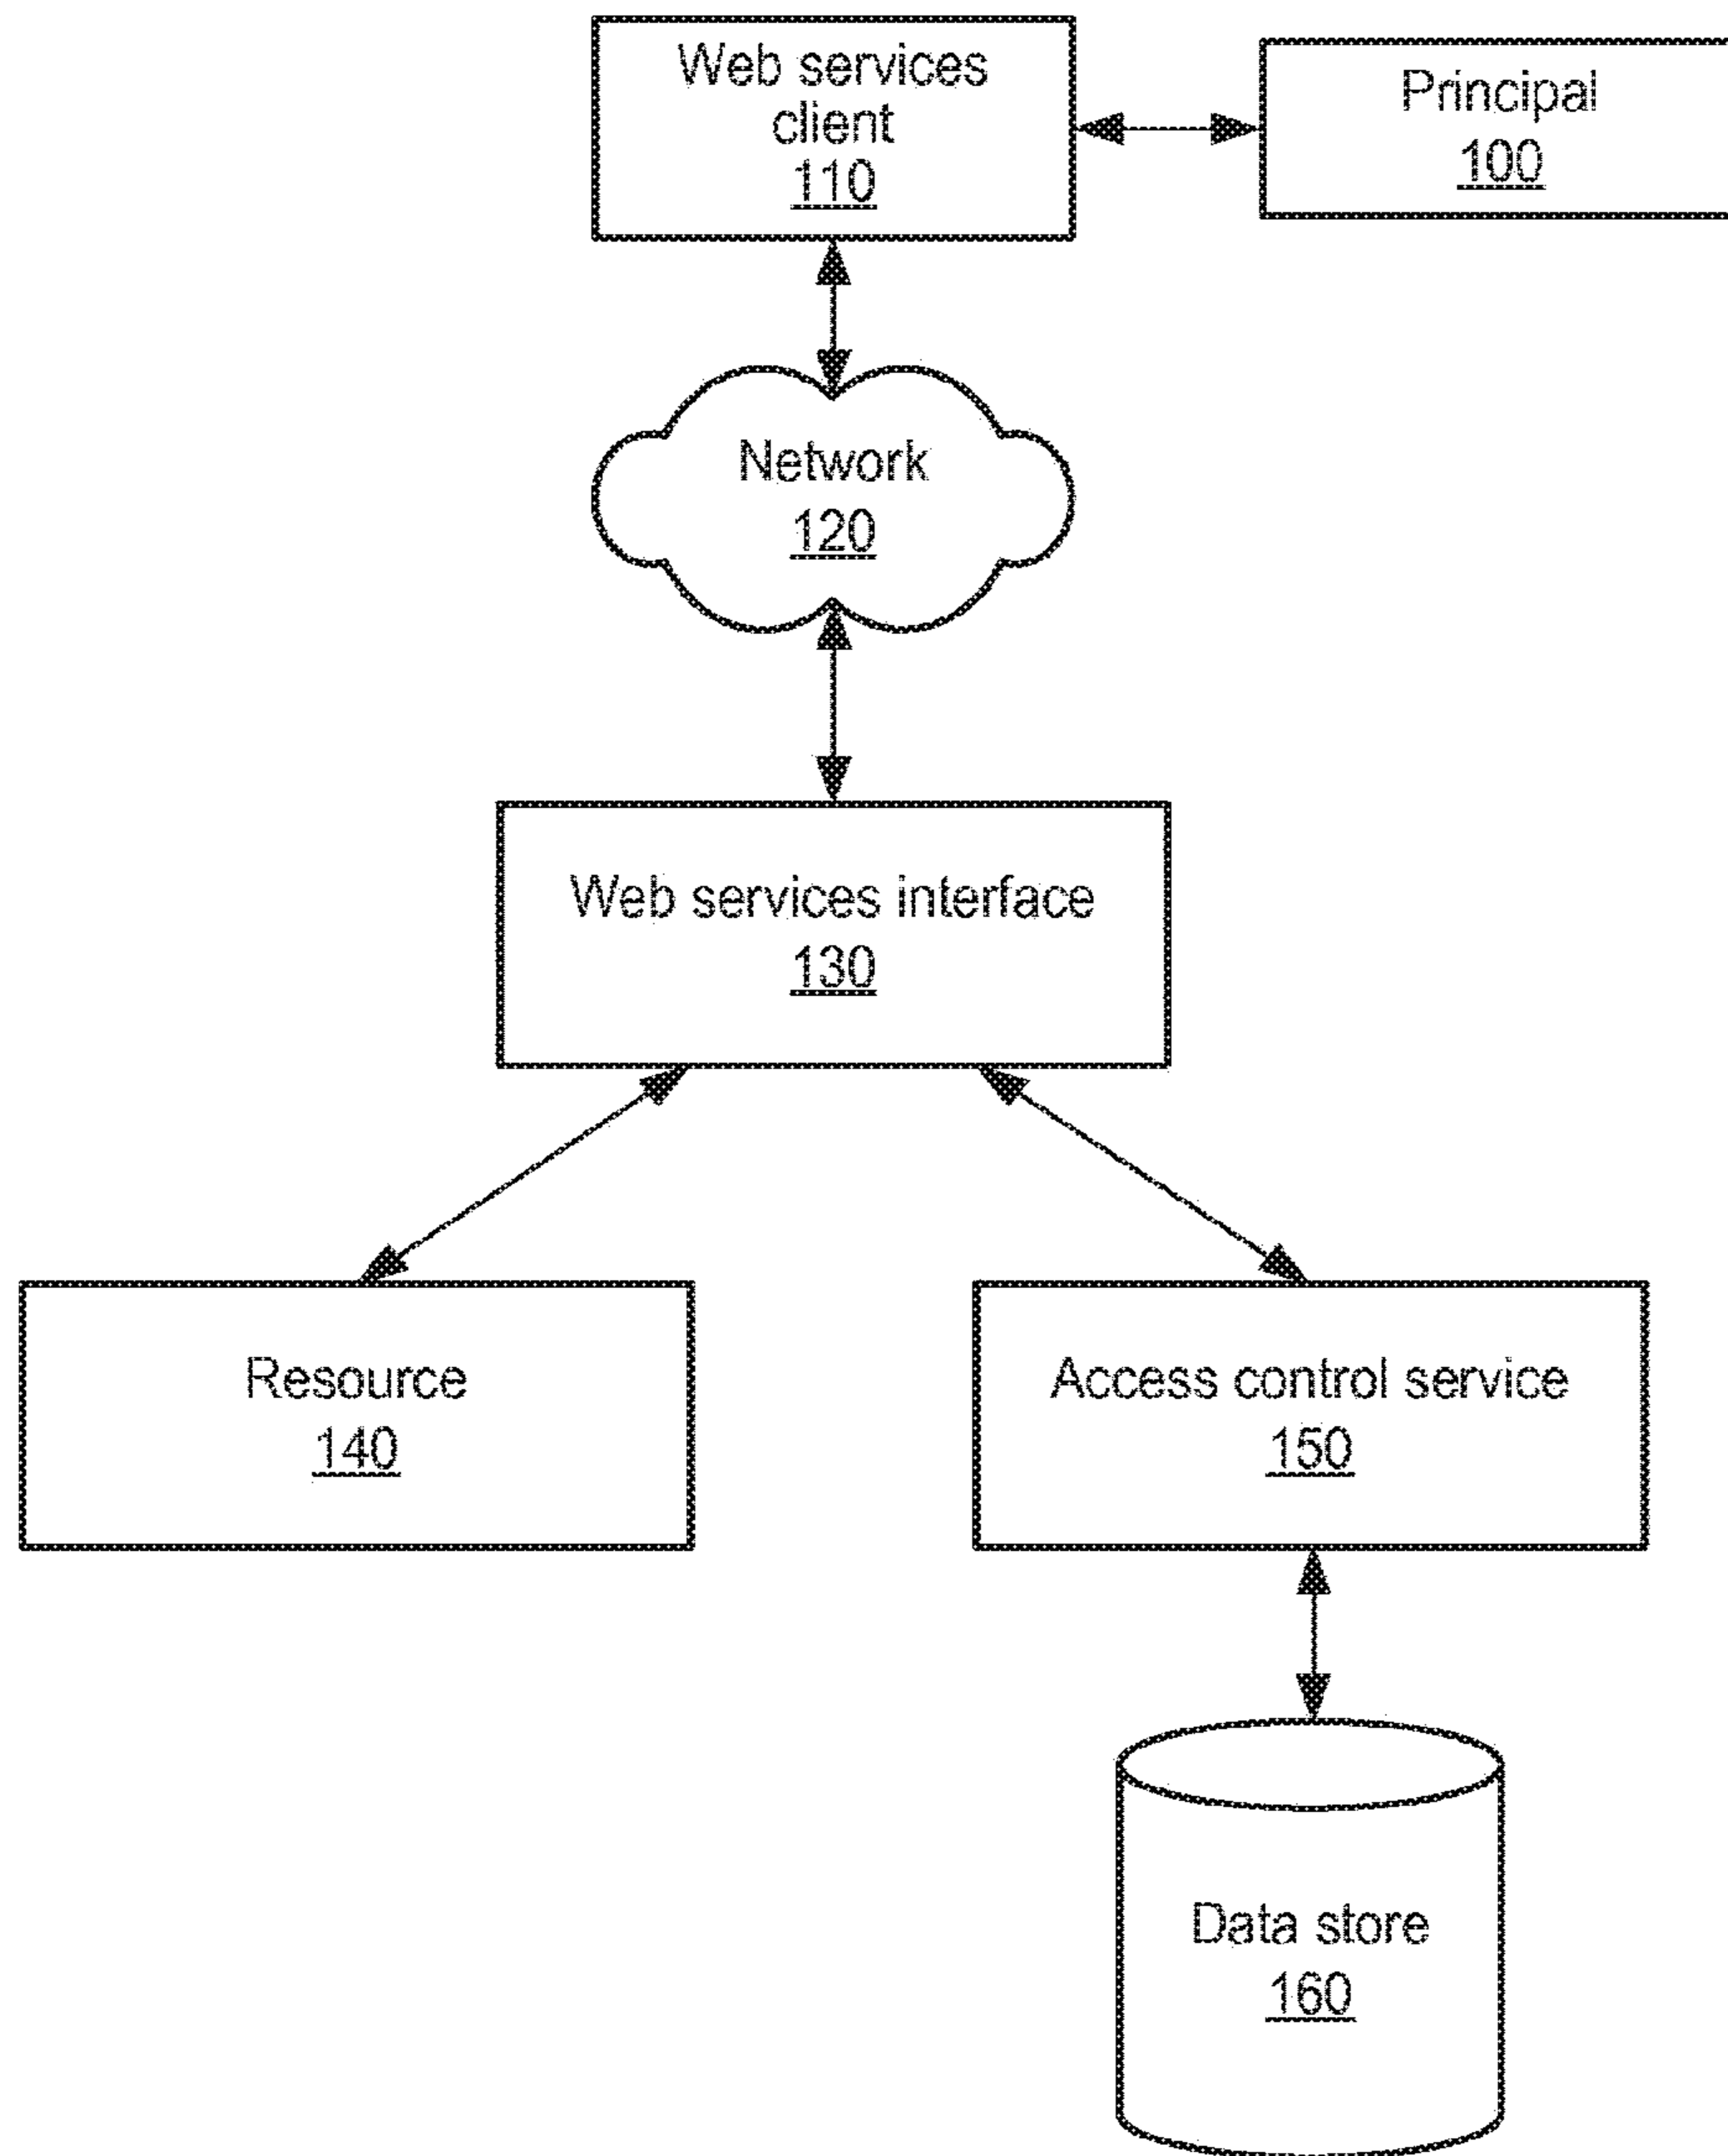 Web services
client
110
Principal
100
Network
120
Web services interface
130
Resource
140
Access control service
150
Data store
160